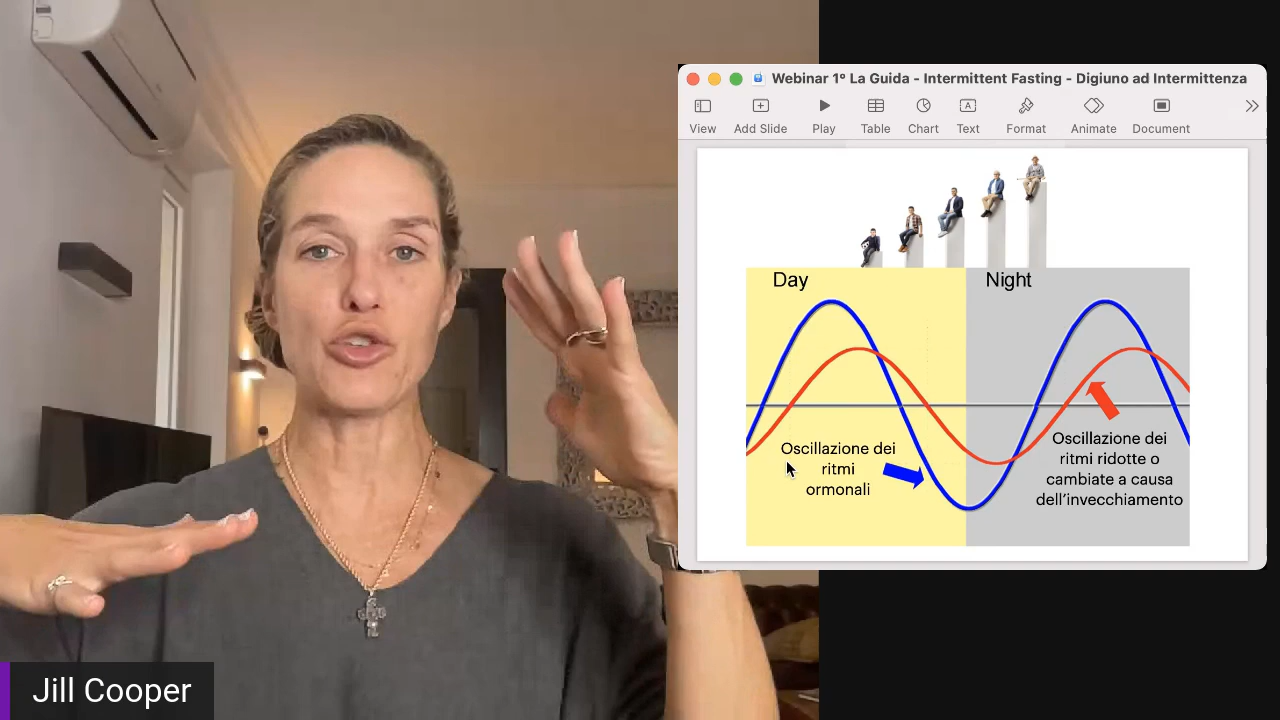 Webinar 1º La Guida - Intermittent Fasting - Digiuno ad Intermittenza
View Add Slide Play Table Chart Text Format Animate Document
Day
Night
Oscillazione dei
ritmi
ormonali
Oscillazione dei
ritmi ridotte o
cambiate a causa
dell'invecchiamento
Jill Cooper